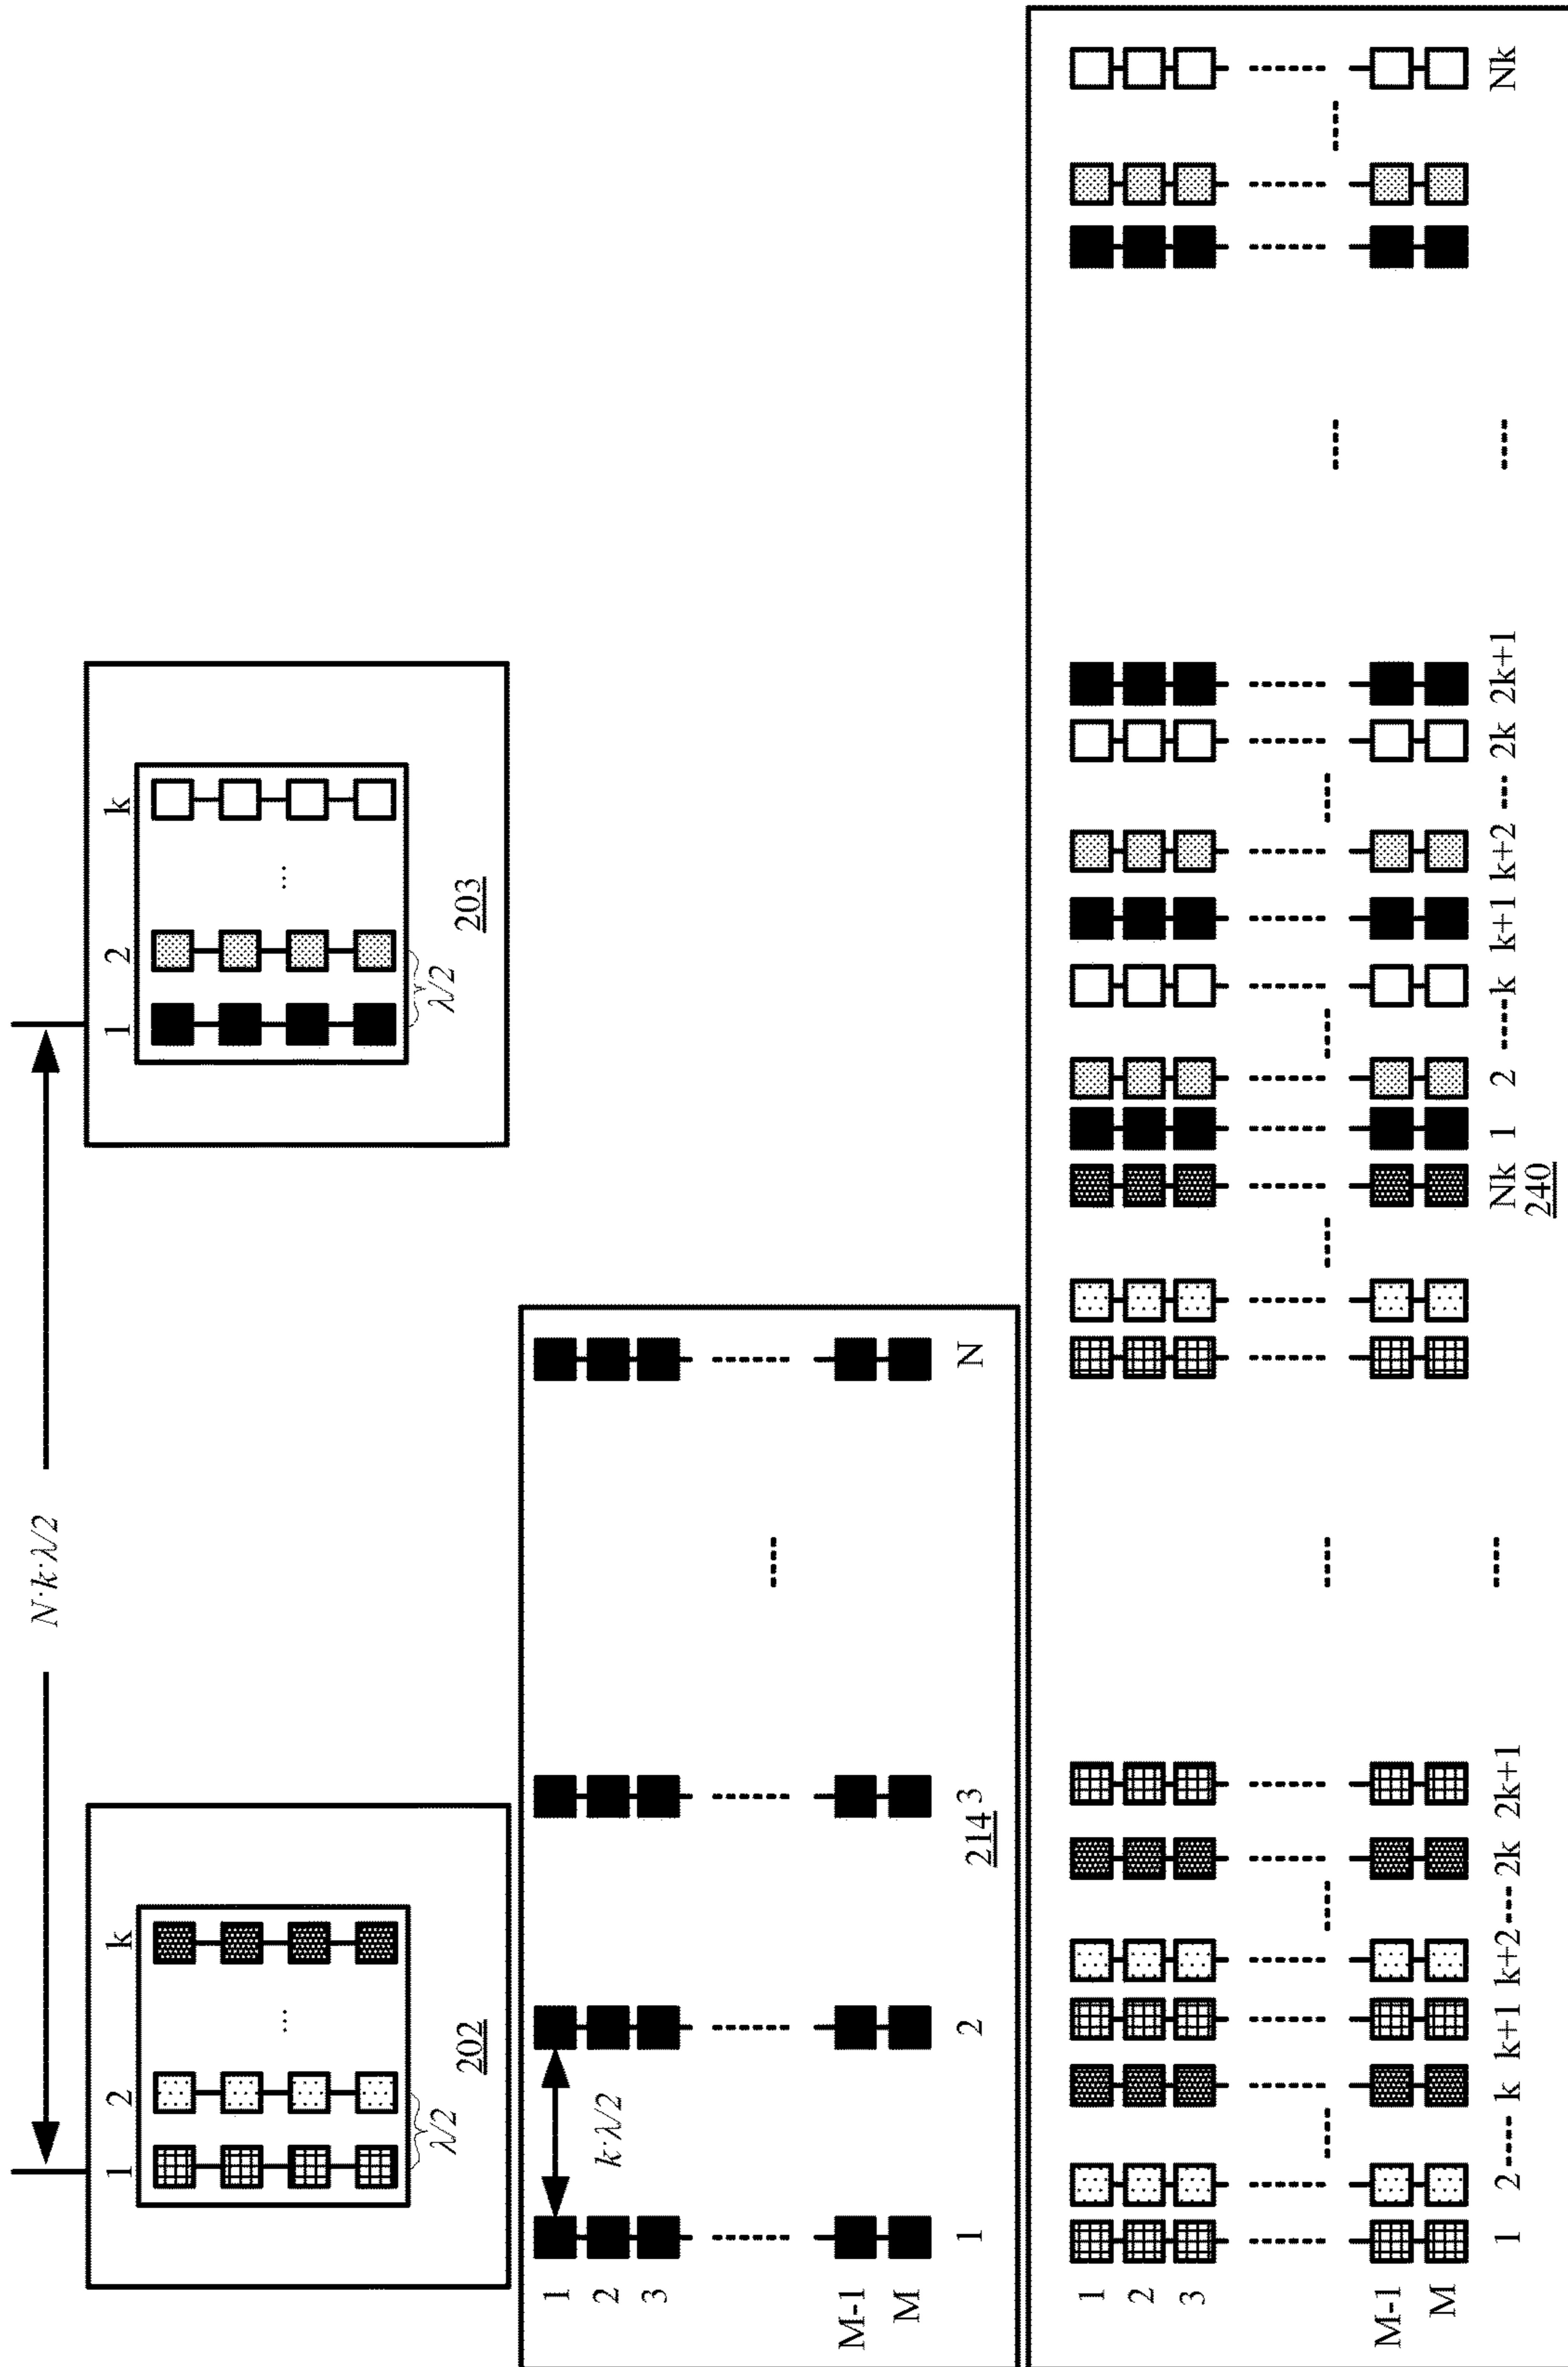 N·k·λ/2
1 2 k
... 
λ/2
202
1 2 k
...
λ/2
203
1
2
3
M-1
M
k·λ/2
1 2 3 N
214
1
2
3
M-1
M
1 2 ---- k k+1 k+2 --- 2k 2k+1 ---- Nk 1 2 ---- k k+1 k+2 --- 2k 2k+1 ---- Nk
240